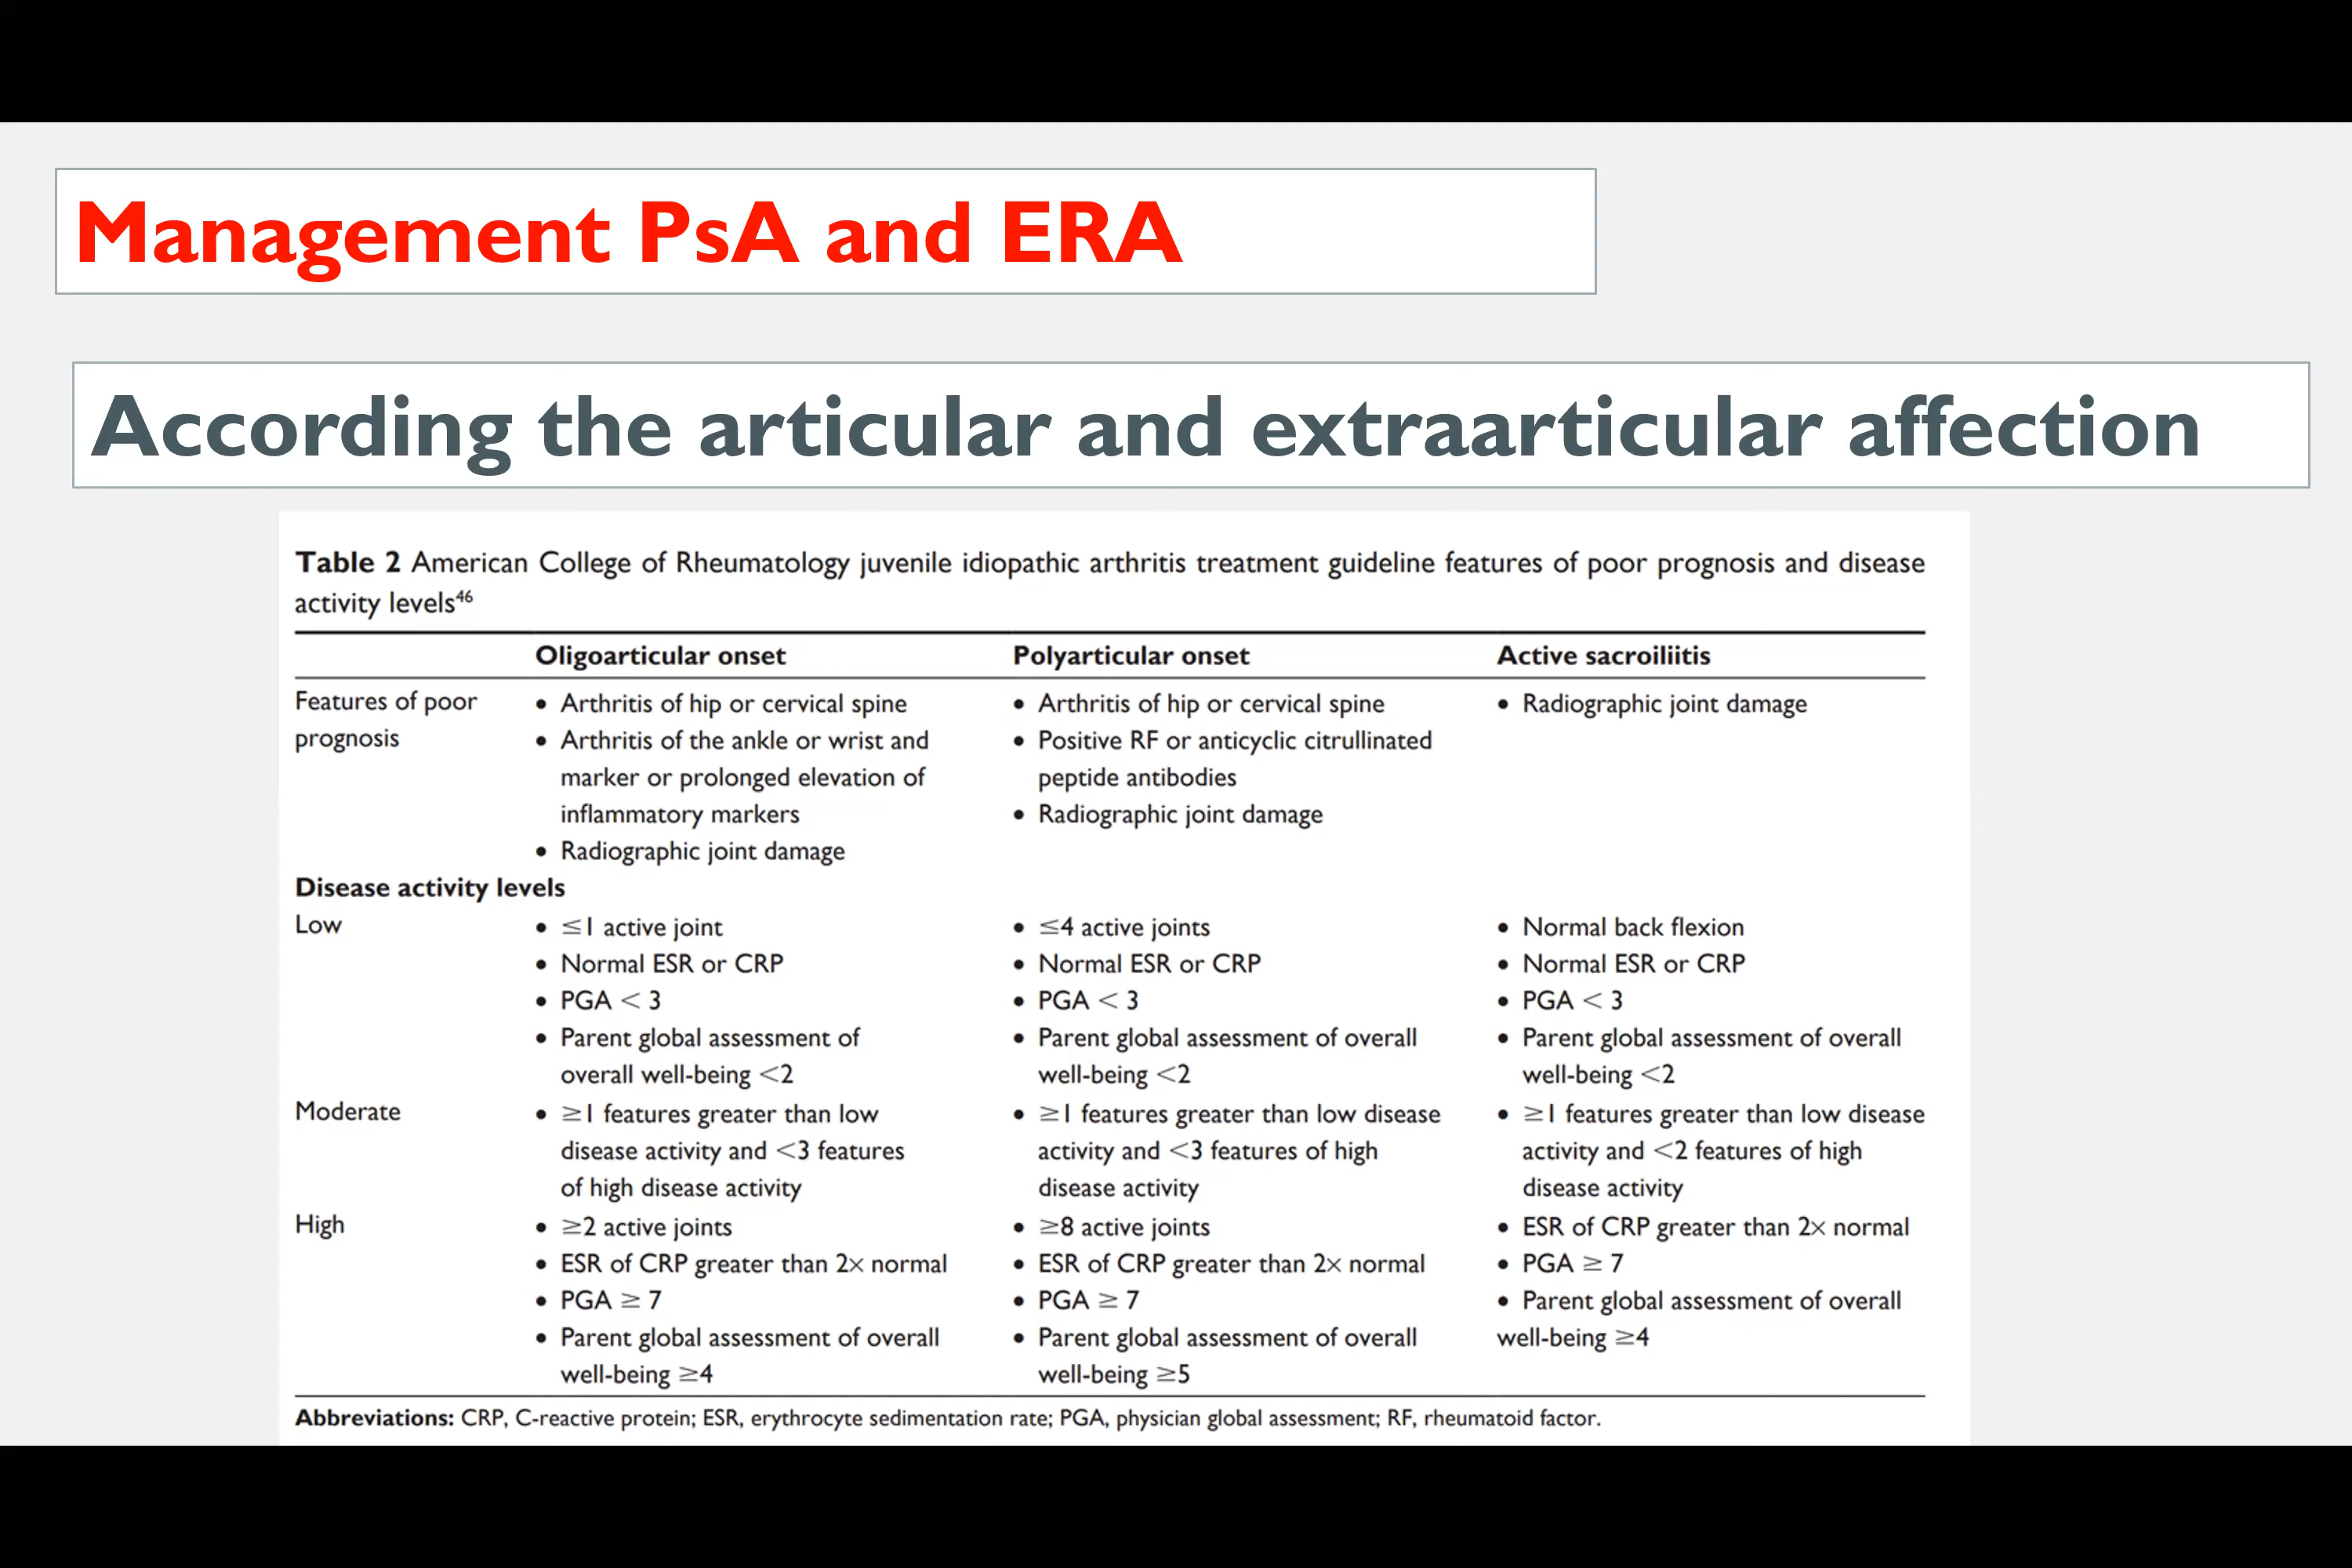 Management PsA and ERA
According the articular and extraarticular affection
Table 2 American College of Rheumatology juvenile idiopathic arthritis treatment guideline features of poor prognosis and disease
activity levels⁴⁶
Oligoarticular onset
Polyarticular onset
Active sacroiliitis
Features of poor
prognosis
• Arthritis of hip or cervical spine
• Arthritis of the ankle or wrist and
marker or prolonged elevation of
inflammatory markers
• Radiographic joint damage
• Arthritis of hip or cervical spine
• Positive RF or anticyclic citrullinated
peptide antibodies
• Radiographic joint damage
• Radiographic joint damage
Disease activity levels
Low
• ≤1 active joint
• Normal ESR or CRP
• PGA < 3
• Parent global assessment of
overall well-being <2
• ≤4 active joints
• Normal ESR or CRP
• PGA < 3
• Parent global assessment of overall
well-being <2
• Normal back flexion
• Normal ESR or CRP
• PGA < 3
• Parent global assessment of overall
well-being <2
Moderate
• ≥1 features greater than low
disease activity and <3 features
of high disease activity
• ≥1 features greater than low disease
activity and <3 features of high
disease activity
• ≥1 features greater than low disease
activity and <2 features of high
disease activity
High
• ≥2 active joints
• ESR of CRP greater than 2× normal
• PGA ≥ 7
• Parent global assessment of overall
well-being ≥4
• ≥8 active joints
• ESR of CRP greater than 2× normal
• PGA ≥ 7
• Parent global assessment of overall
well-being ≥5
• ESR of CRP greater than 2× normal
• PGA ≥ 7
• Parent global assessment of overall
well-being ≥4
Abbreviations: CRP, C-reactive protein; ESR, erythrocyte sedimentation rate; PGA, physician global assessment; RF, rheumatoid factor.